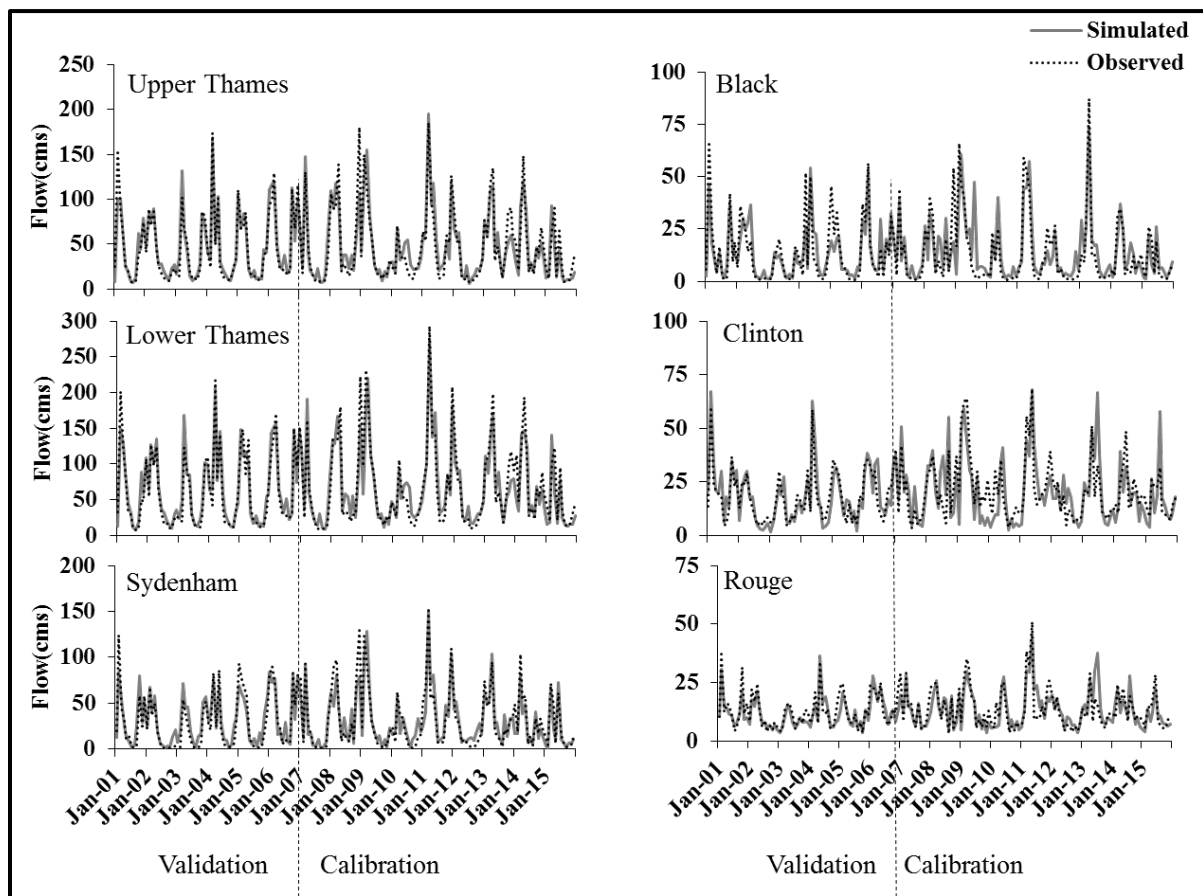 Simulated
Observed
Upper Thames
Flow(cms)
250
200
150
100
50
0
Black
100
75
50
25
0
Lower Thames
Flow(cms)
300
250
200
150
100
50
0
Clinton
100
75
50
25
0
Sydenham
Flow(cms)
200
150
100
50
0
Rouge
75
50
25
0
Jan-01
Jan-02
Jan-03
Jan-04
Jan-05
Jan-06
Jan-07
Jan-08
Jan-09
Jan-10
Jan-11
Jan-12
Jan-13
Jan-14
Jan-15
Jan-01
Jan-02
Jan-03
Jan-04
Jan-05
Jan-06
Jan-07
Jan-08
Jan-09
Jan-10
Jan-11
Jan-12
Jan-13
Jan-14
Jan-15
Validation
Calibration
Validation
Calibration